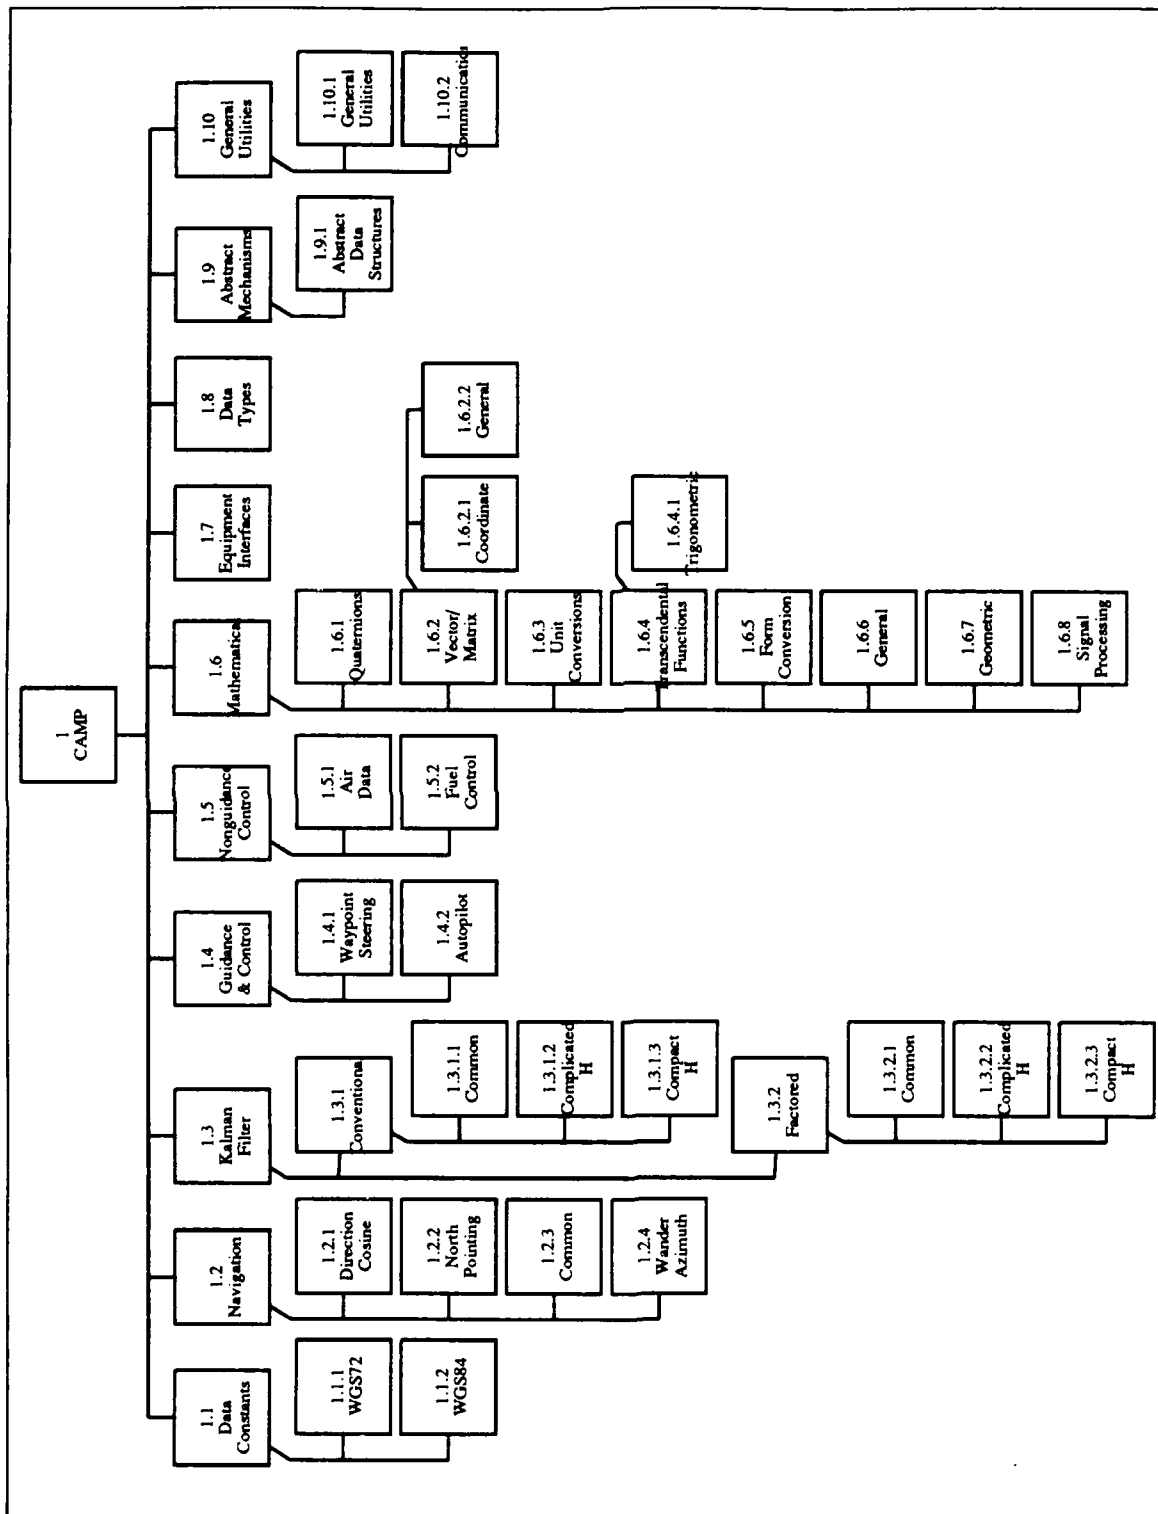 1
CAMP
1.1
Data
Constants
1.1.1
WGS72
1.1.2
WGS84
1.2
Navigation
1.2.1
Direction
Cosine
1.2.2
North
Pointing
1.2.3
Common
1.2.4
Wander
Azimuth
1.3
Kalman
Filter
1.3.1
Conventional
1.3.1.1
Common
1.3.1.2
Complicated
H
1.3.1.3
Compact
H
1.3.2
Factored
1.3.2.1
Common
1.3.2.2
Complicated
H
1.3.2.3
Compact
H
1.4
Guidance
& Control
1.4.1
Waypoint
Steering
1.4.2
Autopilot
1.5
Nonguidance
Control
1.5.1
Air
Data
1.5.2
Fuel
Control
1.6
Mathematical
1.6.1
Quaternions
1.6.2
Vector/
Matrix
1.6.2.1
Coordinate
1.6.2.2
General
1.6.3
Unit
Conversions
1.6.4
Transcendental
Functions
1.6.4.1
Trigonometric
1.6.5
Form
Conversion
1.6.6
General
1.6.7
Geometric
1.6.8
Signal
Processing
1.7
Equipment
Interfaces
1.8
Data
Types
1.9
Abstract
Mechanisms
1.9.1
Abstract
Data
Structures
1.10
General
Utilities
1.10.1
General
Utilities
1.10.2
Communication